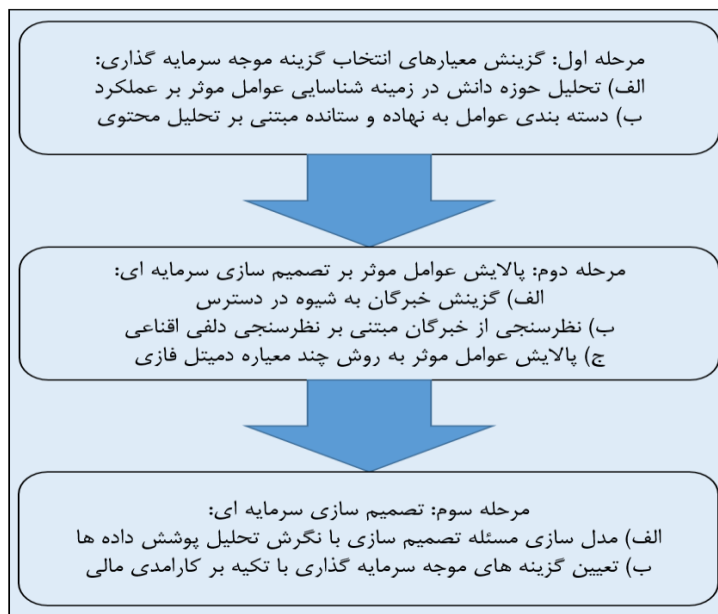 مرحله اول: گزینش معیارهای انتخاب گزینه موجه سرمایه گذاری:
الف) تحلیل حوزه دانش در زمینه شناسایی عوامل موثر بر عملکرد
ب) دسته بندی عوامل به نهاده و ستانده مبتنی بر تحلیل محتوی
مرحله دوم: پالایش عوامل موثر بر تصمیم سازی سرمایه ای:
الف) گزینش خبرگان به شیوه در دسترس
ب) نظرسنجی از خبرگان مبتنی بر نظرسنجی دلفی اقناعی
ج) پالایش عوامل موثر به روش چند معیاره دمیتل فازی
مرحله سوم: تصمیم سازی سرمایه ای:
الف) مدل سازی مسئله تصمیم سازی با نگرش تحلیل پوشش داده ها
ب) تعیین گزینه های موجه سرمایه گذاری با تکیه بر کارامدی مالی